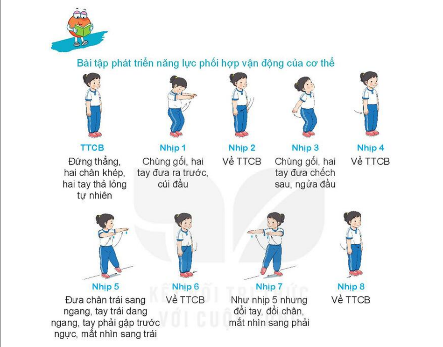 Bài tập phát triển năng lực phối hợp vận động của cơ thể
TTCB
Đứng thẳng,
hai chân khép,
hai tay thả lỏng
tự nhiên
Nhịp 1
Chùng gối, hai
tay đưa ra trước,
cúi đầu
Nhịp 2
Về TTCB
Nhịp 3
Chùng gối, hai
tay đưa chếch
sau, ngửa đầu
Nhịp 4
Về TTCB
Nhịp 5
Đưa chân trái sang
ngang, tay trái dang
ngang, tay phải gập trước
ngực, mắt nhìn sang trái
Nhịp 6
Về TTCB
Nhịp 7
Như nhịp 5 nhưng
đổi tay, đổi chân,
mắt nhìn sang phải
Nhịp 8
Về TTCB